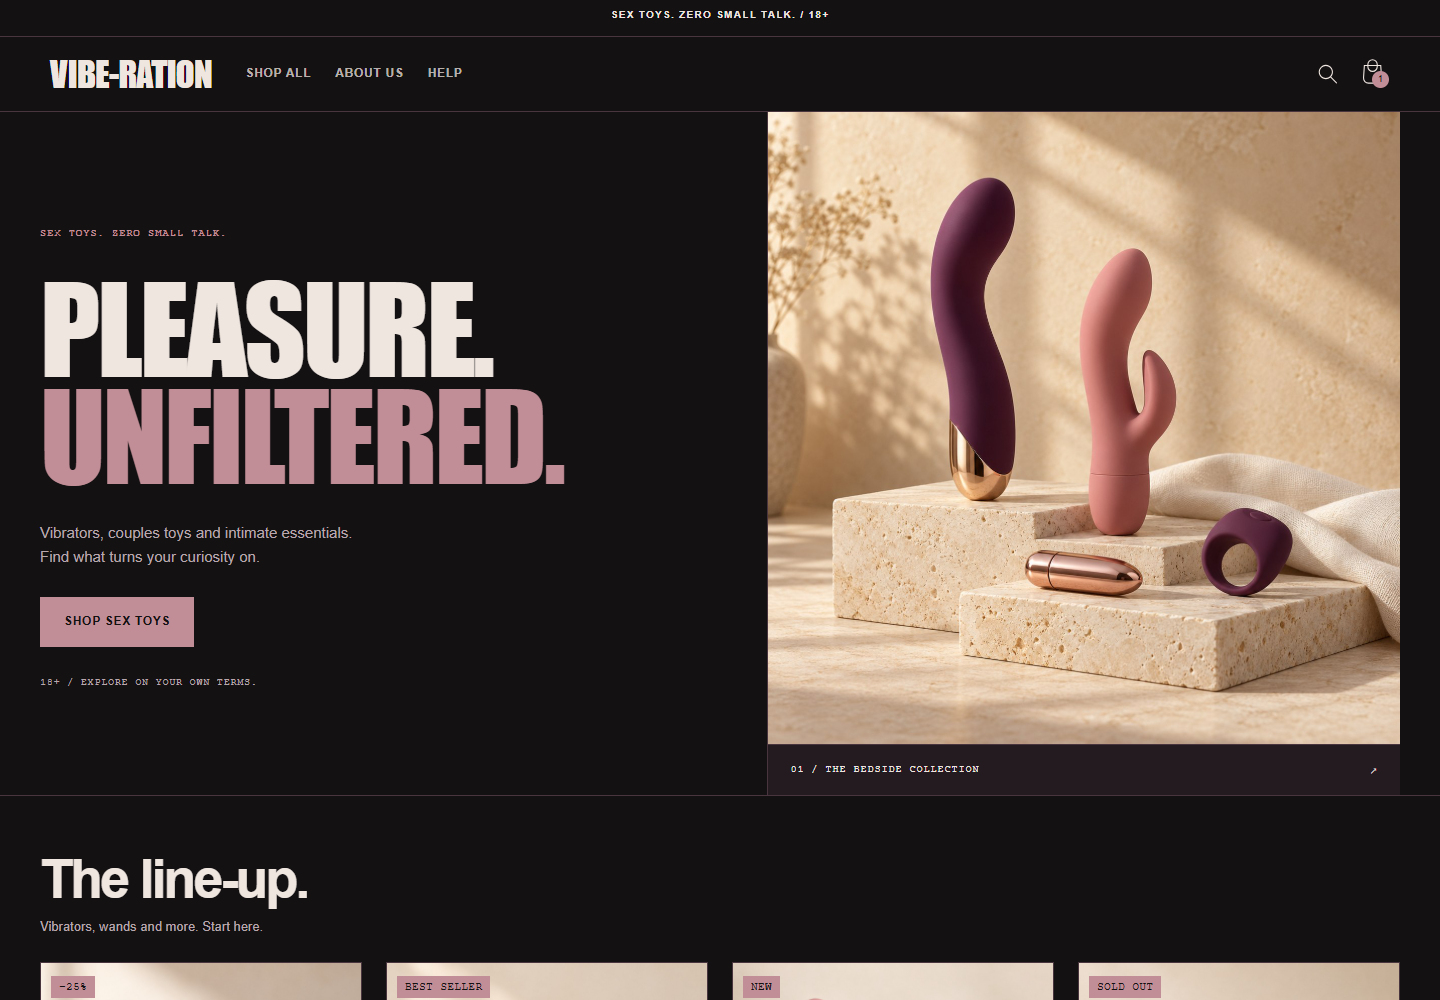 SEX TOYS. ZERO SMALL TALK. / 18+
VIBE-RATION
SHOP ALL
ABOUT US
HELP
1
SEX TOYS. ZERO SMALL TALK.
PLEASURE.
UNFILTERED.
Vibrators, couples toys and intimate essentials.
Find what turns your curiosity on.
SHOP SEX TOYS
18+ / EXPLORE ON YOUR OWN TERMS.
01 / THE BEDSIDE COLLECTION ↗
The line-up.
Vibrators, wands and more. Start here.
-25%
BEST SELLER
NEW
SOLD OUT